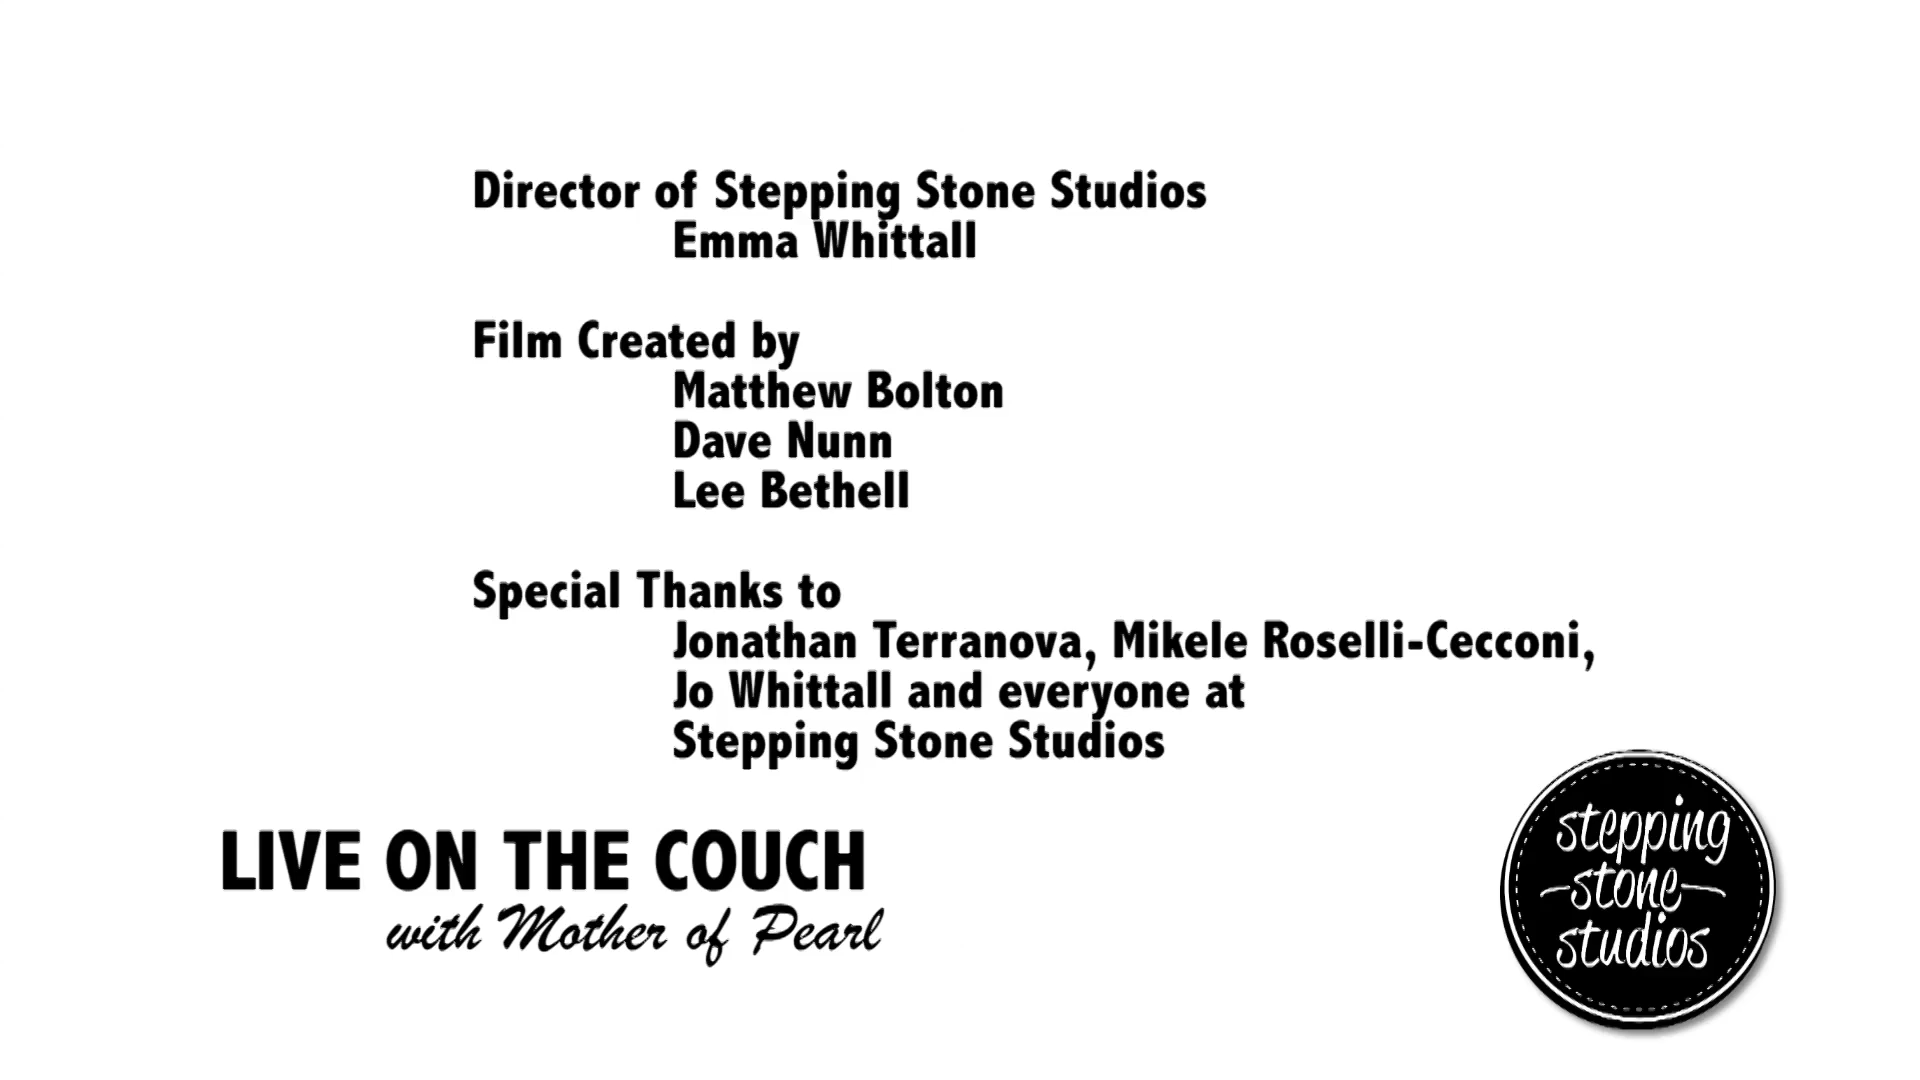 Director of Stepping Stone Studios
Emma Whittall
Film Created by
Matthew Bolton
Dave Nunn
Lee Bethell
Special Thanks to
Jonathan Terranova, Mikele Roselli-Cecconi,
Jo Whittall and everyone at
Stepping Stone Studios
LIVE ON THE COUCH
with Mother of Pearl
stepping
stone
studios